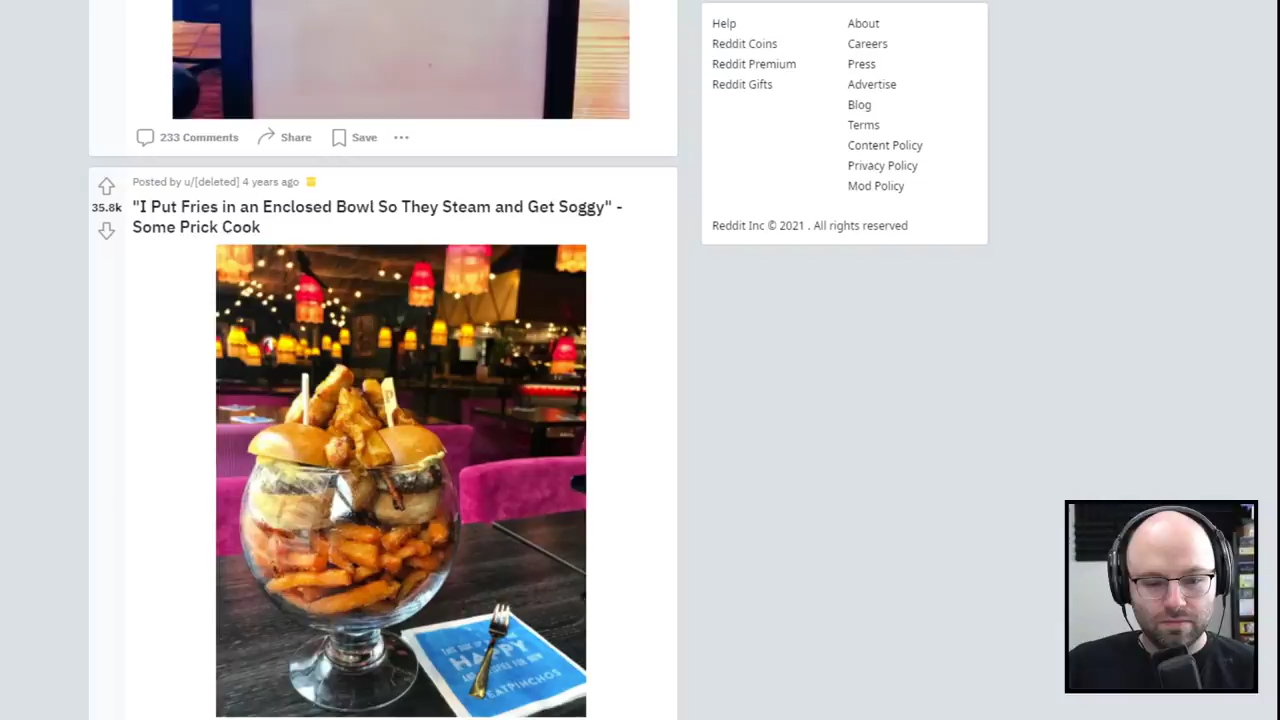 Help
About
Reddit Coins
Careers
Reddit Premium
Press
Reddit Gifts
Advertise
Blog
Terms
Content Policy
Privacy Policy
Mod Policy
Reddit Inc © 2021 . All rights reserved
233 Comments
Share
Save
Posted by u/[deleted] 4 years ago
35.8k
"I Put Fries in an Enclosed Bowl So They Steam and Get Soggy" -
Some Prick Cook
HAPPY
EATPINCHOS